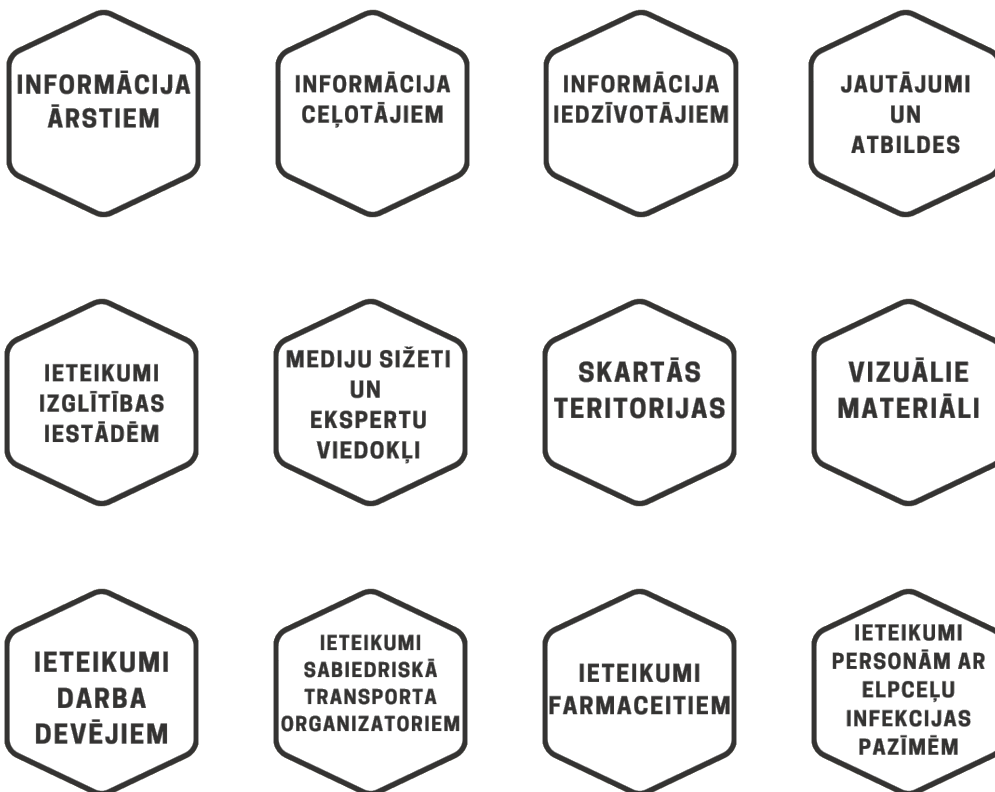 INFORMĀCIJA
ĀRSTIEM
INFORMĀCIJA
CEĻOTĀJIEM
INFORMĀCIJA
IEDZĪVOTĀJIEM
JAUTĀJUMI
UN
ATBILDES
IETEIKUMI
IZGLĪTĪBAS
IESTĀDĒM
MEDIJU SIŽETI
UN
EKSPERTU
VIEDOKĻI
SKARTĀS
TERITORIJAS
VIZUĀLIE
MATERIĀLI
IETEIKUMI
DARBA
DEVĒJIEM
IETEIKUMI
SABIEDRISKĀ
TRANSPORTA
ORGANIZATORIEM
IETEIKUMI
FARMACEITIEM
IETEIKUMI
PERSONĀM AR
ELPCEĻU
INFEKCIJAS
PAZĪMĒM